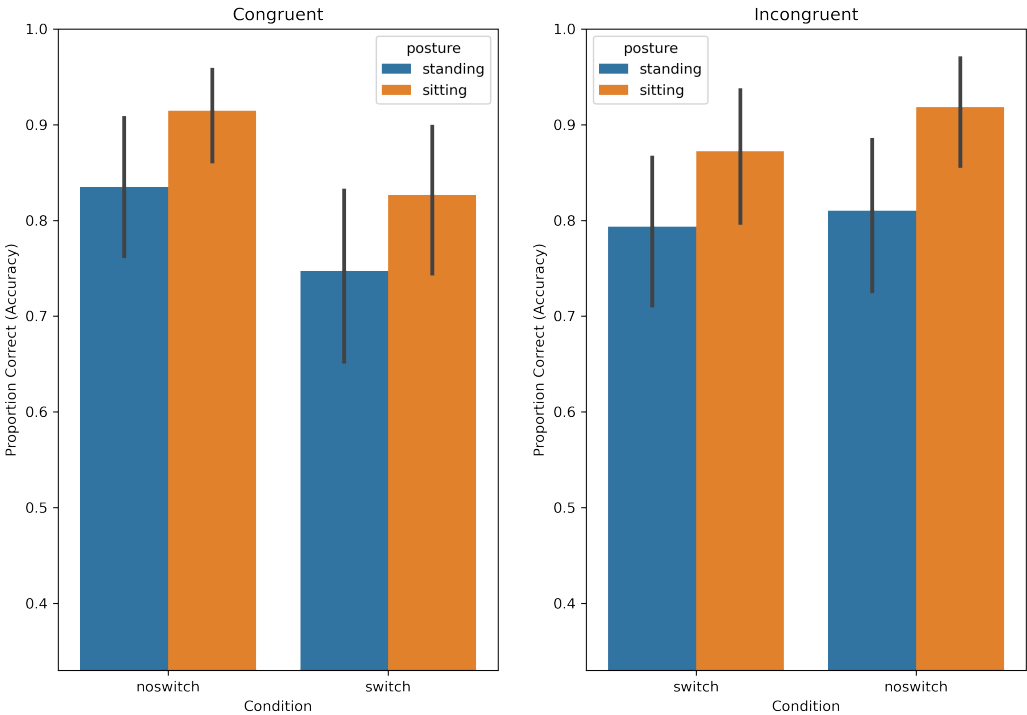 Congruent
Proportion Correct (Accuracy)
1.0
0.9
0.8
0.7
0.6
0.5
0.4
posture
standing
sitting
noswitch switch
Condition
Incongruent
Proportion Correct (Accuracy)
1.0
0.9
0.8
0.7
0.6
0.5
0.4
posture
standing
sitting
switch noswitch
Condition